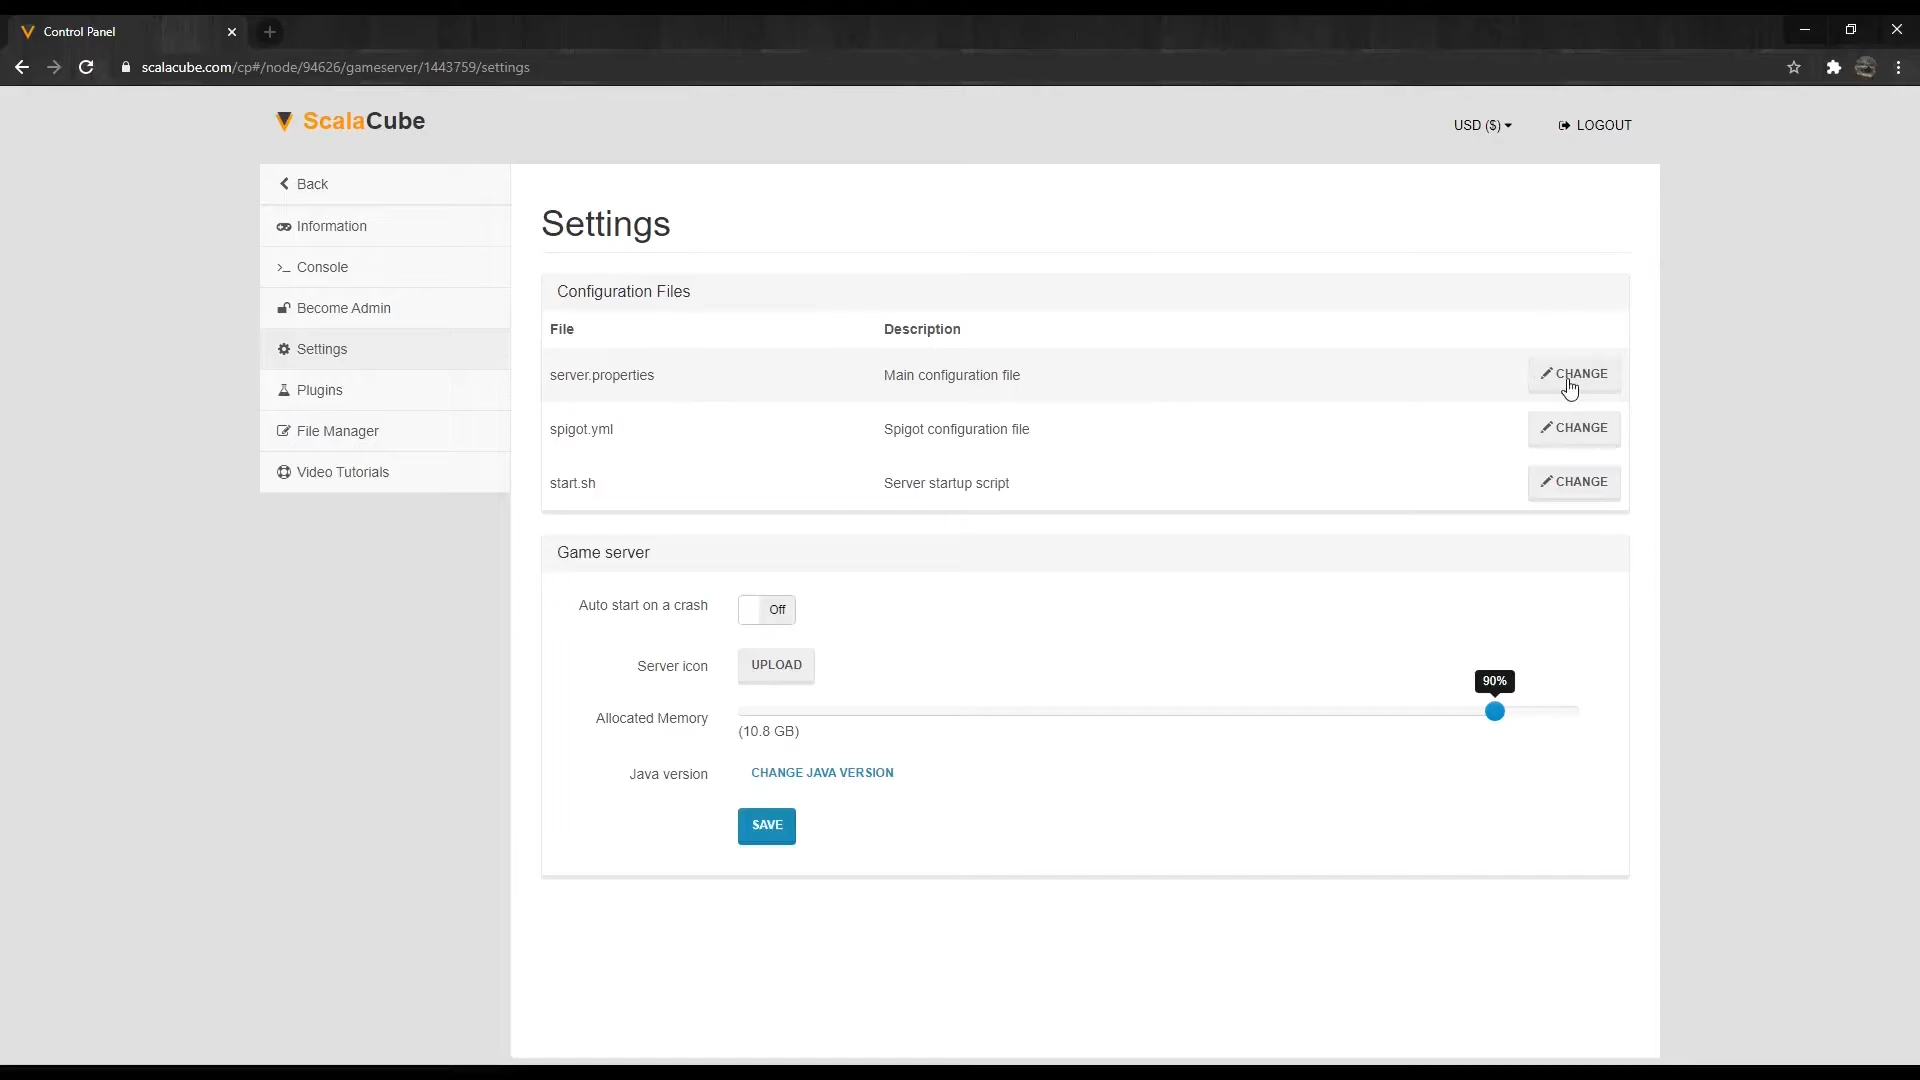 Control Panel
scalacube.com/cp#/node/94626/gameserver/1443759/settings
ScalaCube
USD ($)
LOGOUT
Back
Information
Console
Become Admin
Settings
Plugins
File Manager
Video Tutorials
Settings
Configuration Files
File Description
server.properties Main configuration file CHANGE
spigot.yml Spigot configuration file CHANGE
start.sh Server startup script CHANGE
Game server
Auto start on a crash Off
Server icon UPLOAD
90%
Allocated Memory
(10.8 GB)
Java version CHANGE JAVA VERSION
SAVE